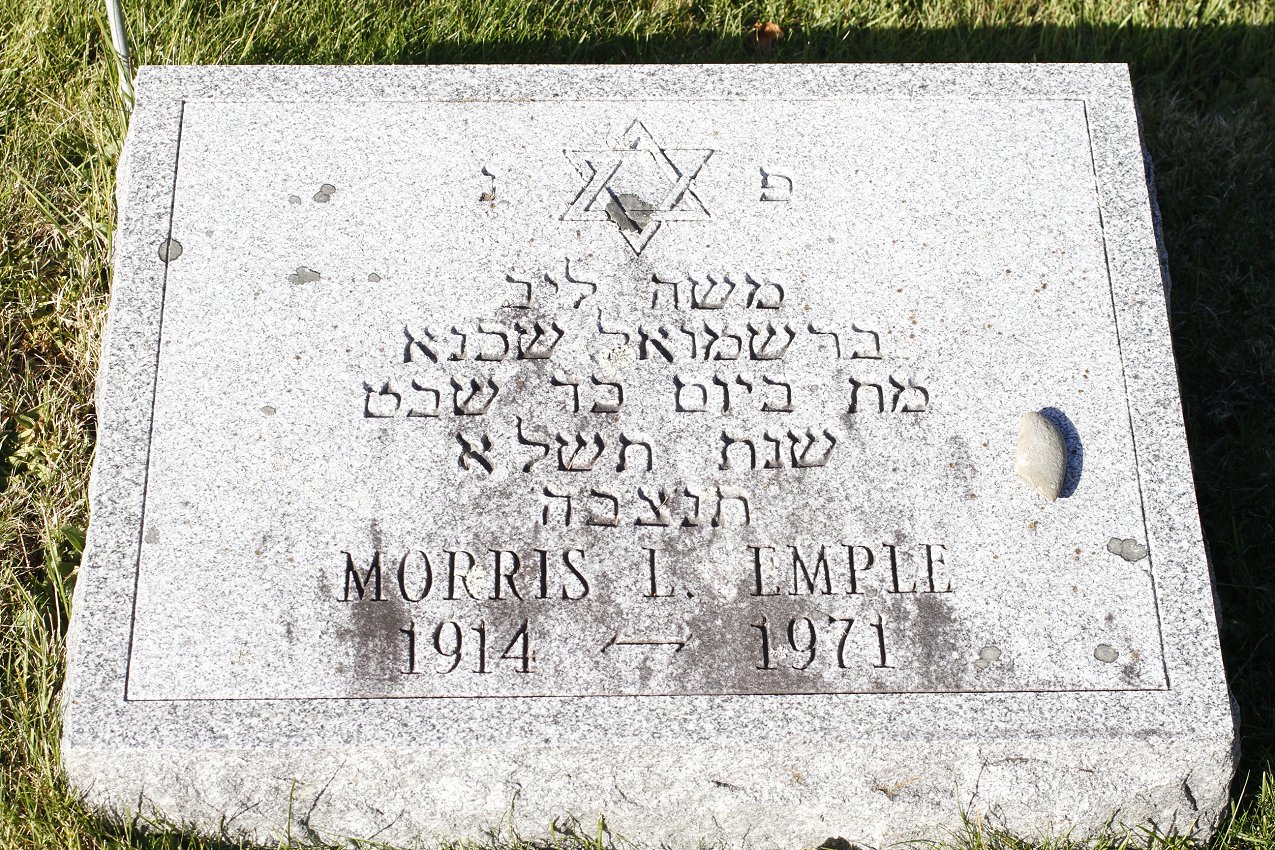 פ נ
משה ליב
בר שמואל שכנא
מת ביום כד שבט
שנת תשלא
תנצבה
MORRIS L. EMPLE
1914 – 1971